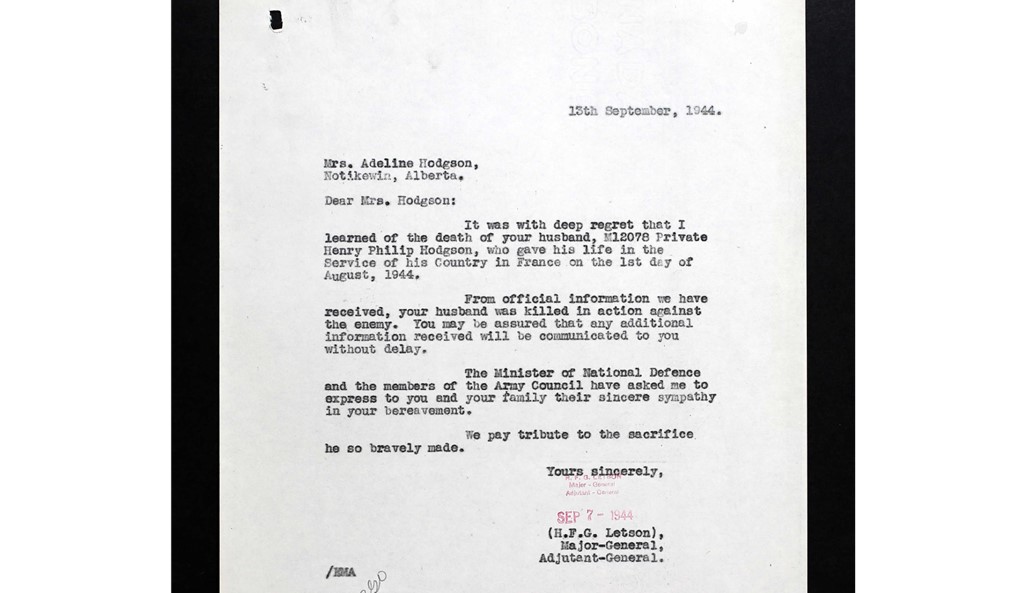 13th September, 1944.
Mrs. Adeline Hodgson,
Notikewin, Alberta.
Dear Mrs. Hodgson:
It was with deep regret that I
learned of the death of your husband, M12078 Private
Henry Philip Hodgson, who gave his life in the
Service of his Country in France on the 1st day of
August, 1944.
From official information we have
received, your husband was killed in action against
the enemy. You may be assured that any additional
information received will be communicated to you
without delay.
The Minister of National Defence
and the members of the Army Council have asked me to
express to you and your family their sincere sympathy
in your bereavement.
We pay tribute to the sacrifice
he so bravely made.
Yours sincerely,
H. F. G. LETSON
Major - General
Adjutant - General
SEP 7 - 1944
(H.F.G. Letson),
Major-General,
Adjutant-General.